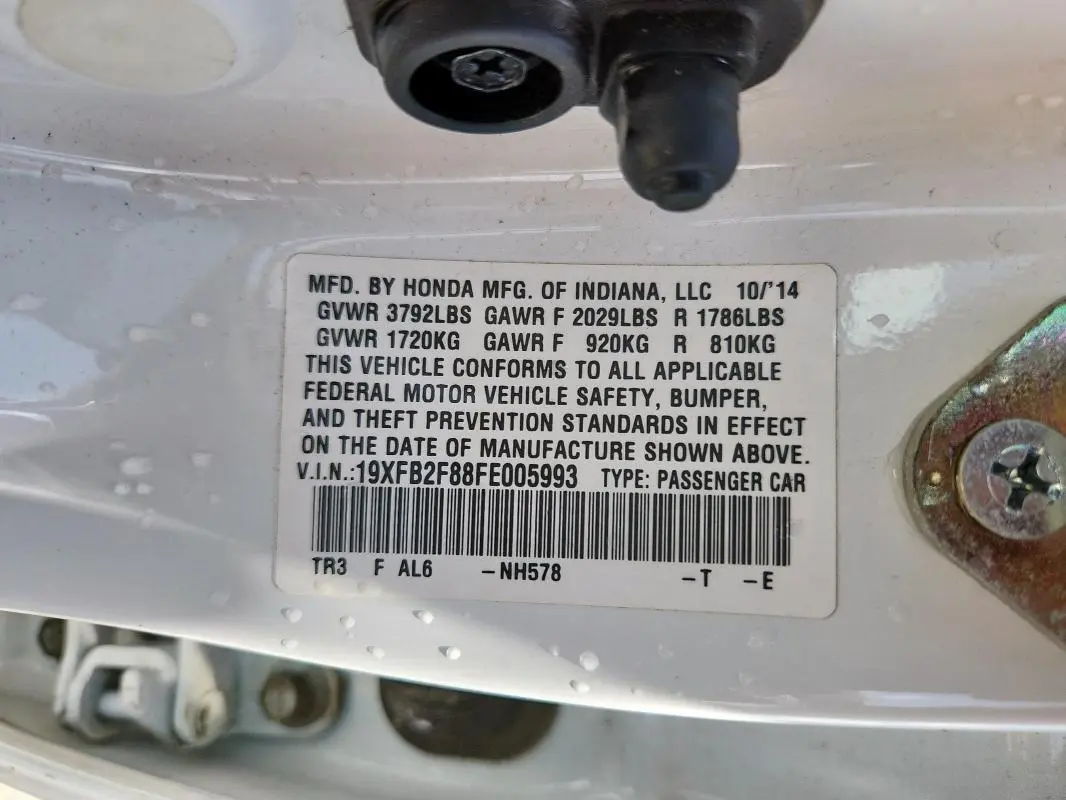 MFD. BY HONDA MFG. OF INDIANA, LLC 10/'14
GVWR 3792LBS GAWR F 2029LBS R 1786LBS
GVWR 1720KG GAWR F 920KG R 810KG
THIS VEHICLE CONFORMS TO ALL APPLICABLE
FEDERAL MOTOR VEHICLE SAFETY, BUMPER,
AND THEFT PREVENTION STANDARDS IN EFFECT
ON THE DATE OF MANUFACTURE SHOWN ABOVE.
V.I.N.:19XFB2F88FE005993 TYPE: PASSENGER CAR
TR3 F AL6 -NH578 -T -E